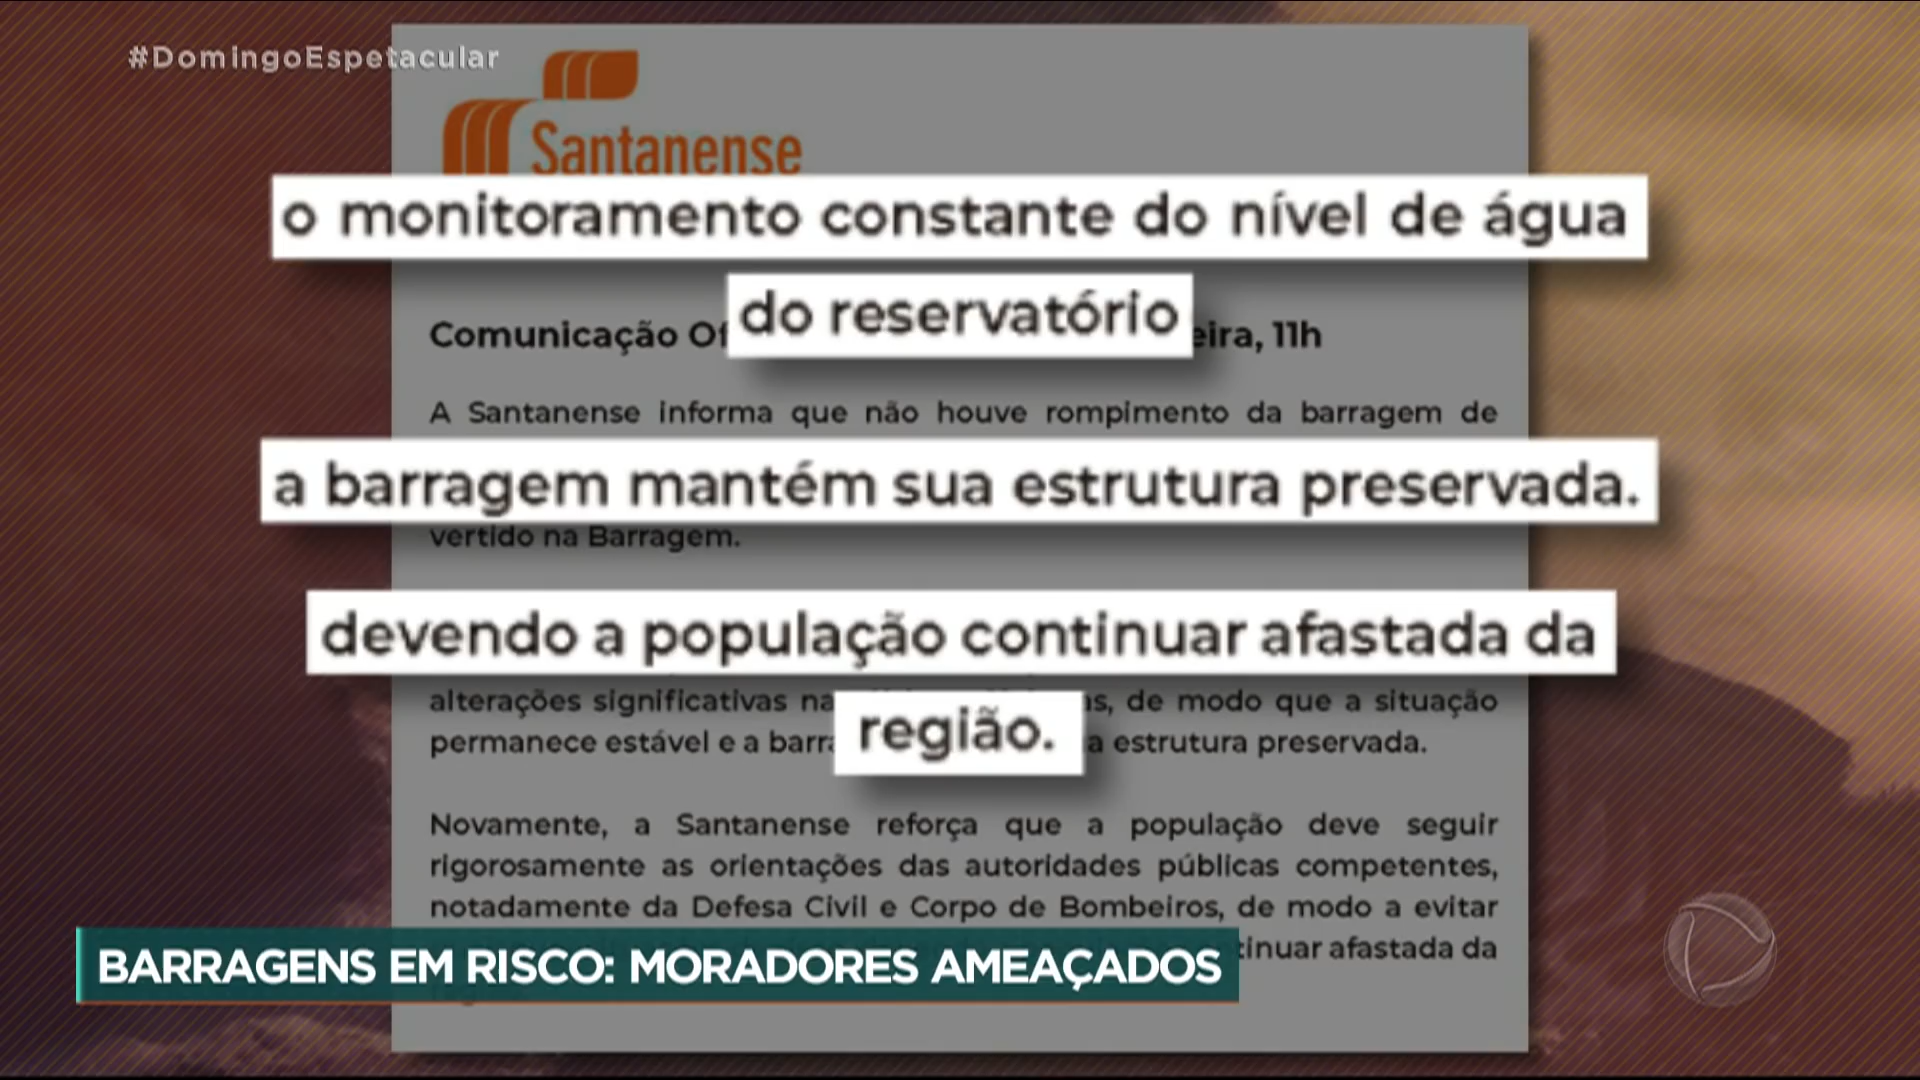 #DomingoEspetacular
Santanense
o monitoramento constante do nível de água
do reservatório
Comunicação eira, 11h
A Santanense informa que não houve rompimento da barragem de
a barragem mantém sua estrutura preservada.
vertido na Barragem.
devendo a população continuar afastada da
região.
alterações significativas de modo que a situação
permanece estável e a a estrutura preservada.
Novamente, a Santanense reforça que a população deve seguir
rigorosamente as orientações das autoridades públicas competentes,
notadamente da Defesa Civil e Corpo de Bombeiros, de modo a evitar
afastada da
BARRAGENS EM RISCO: MORADORES AMEAÇADOS